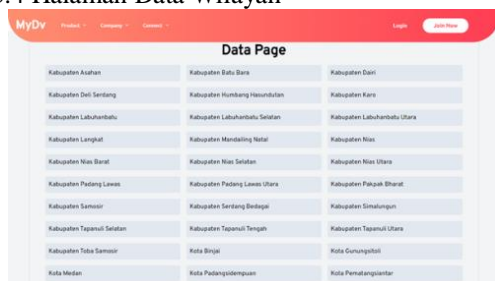 MyDv Product Company Connect Login Join Now
Data Page
Kabupaten Asahan Kabupaten Batu Bara Kabupaten Dairi
Kabupaten Deli Serdang Kabupaten Humbang Hasundutan Kabupaten Karo
Kabupaten Labuhanbatu Kabupaten Labuhanbatu Selatan Kabupaten Labuhanbatu Utara
Kabupaten Langkat Kabupaten Mandailing Natal Kabupaten Nias
Kabupaten Nias Barat Kabupaten Nias Selatan Kabupaten Nias Utara
Kabupaten Padang Lawas Kabupaten Padang Lawas Utara Kabupaten Pakpak Bharat
Kabupaten Samosir Kabupaten Serdang Bedagai Kabupaten Simalungun
Kabupaten Tapanuli Selatan Kabupaten Tapanuli Tengah Kabupaten Tapanuli Utara
Kabupaten Toba Samosir Kota Binjai Kota Gunungsitoli
Kota Medan Kota Padangsidempuan Kota Pematangsiantar